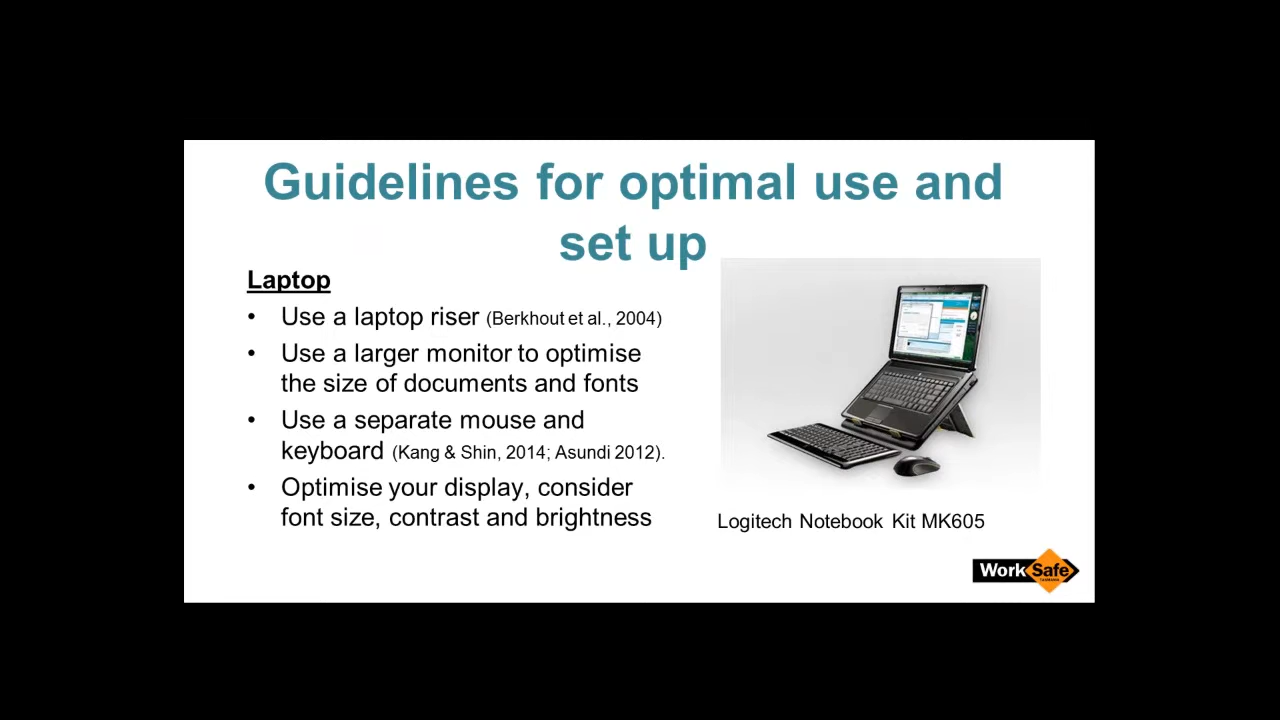 Guidelines for optimal use and
set up
Laptop
• Use a laptop riser (Berkhout et al., 2004)
• Use a larger monitor to optimise
the size of documents and fonts
• Use a separate mouse and
keyboard (Kang & Shin, 2014; Asundi 2012).
• Optimise your display, consider
font size, contrast and brightness
Logitech Notebook Kit MK605
WorkSafe
TASMANIA